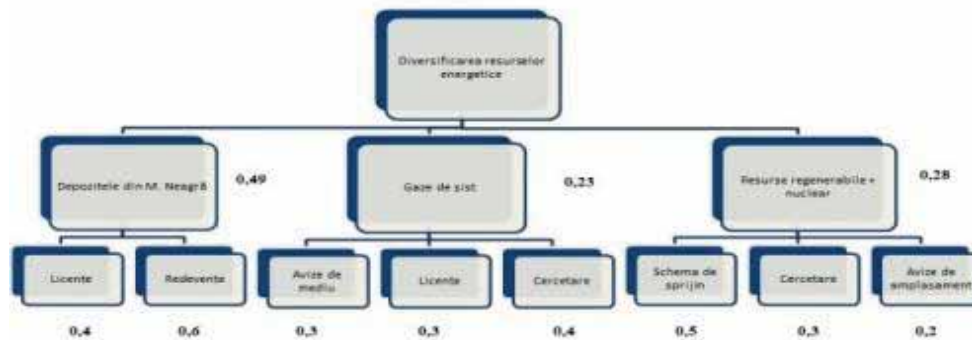 Diversificarea resurselor
energetice
Depozitele din M. Neagră
0,49
Gaze de sist
0,23
Resurse regenerabile +
nuclear
0,28
Licente
Redevente
Avize de
mediu
Licente
Cercetare
Schema de
sprijin
Cercetare
Avize de
amplasament
0,4
0,6
0,3
0,3
0,4
0,5
0,3
0,2